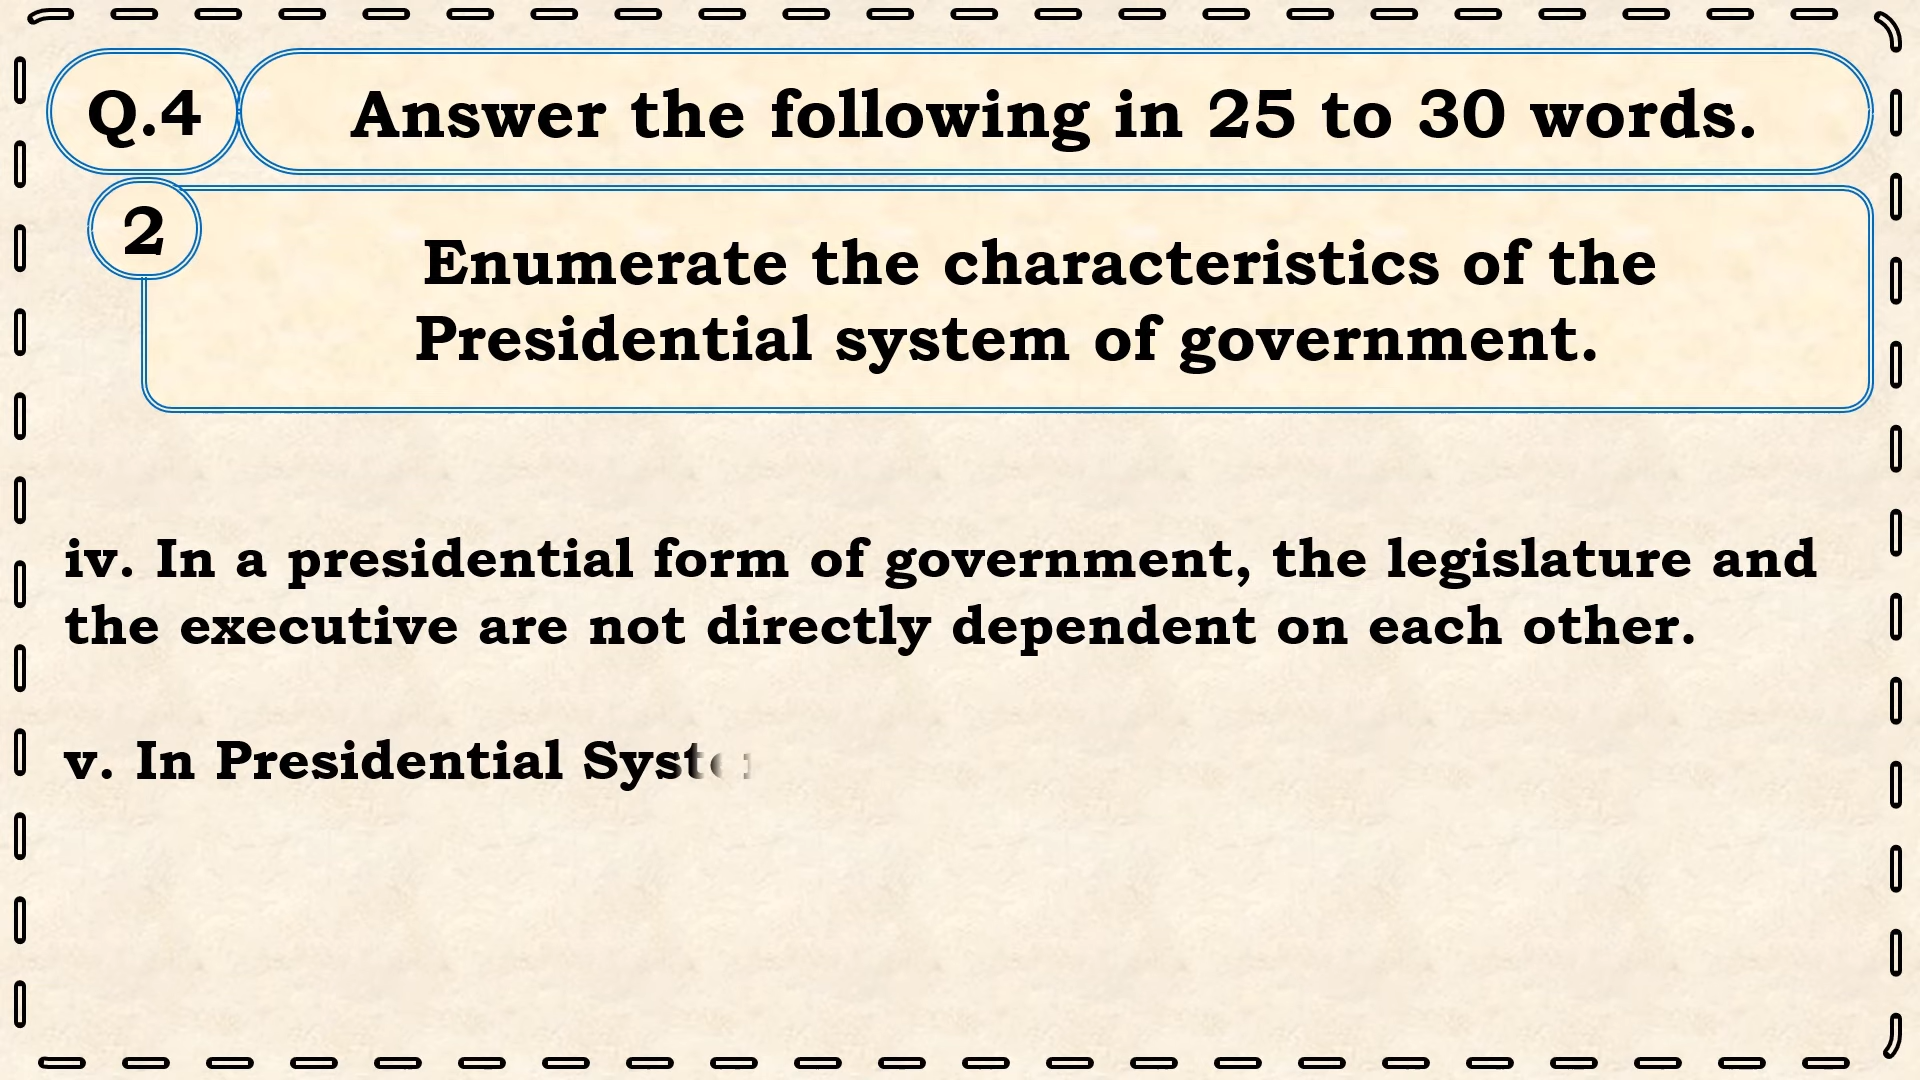 Q.4 Answer the following in 25 to 30 words.
2
Enumerate the characteristics of the
Presidential system of government.
iv. In a presidential form of government, the legislature and
the executive are not directly dependent on each other.
v. In Presidential